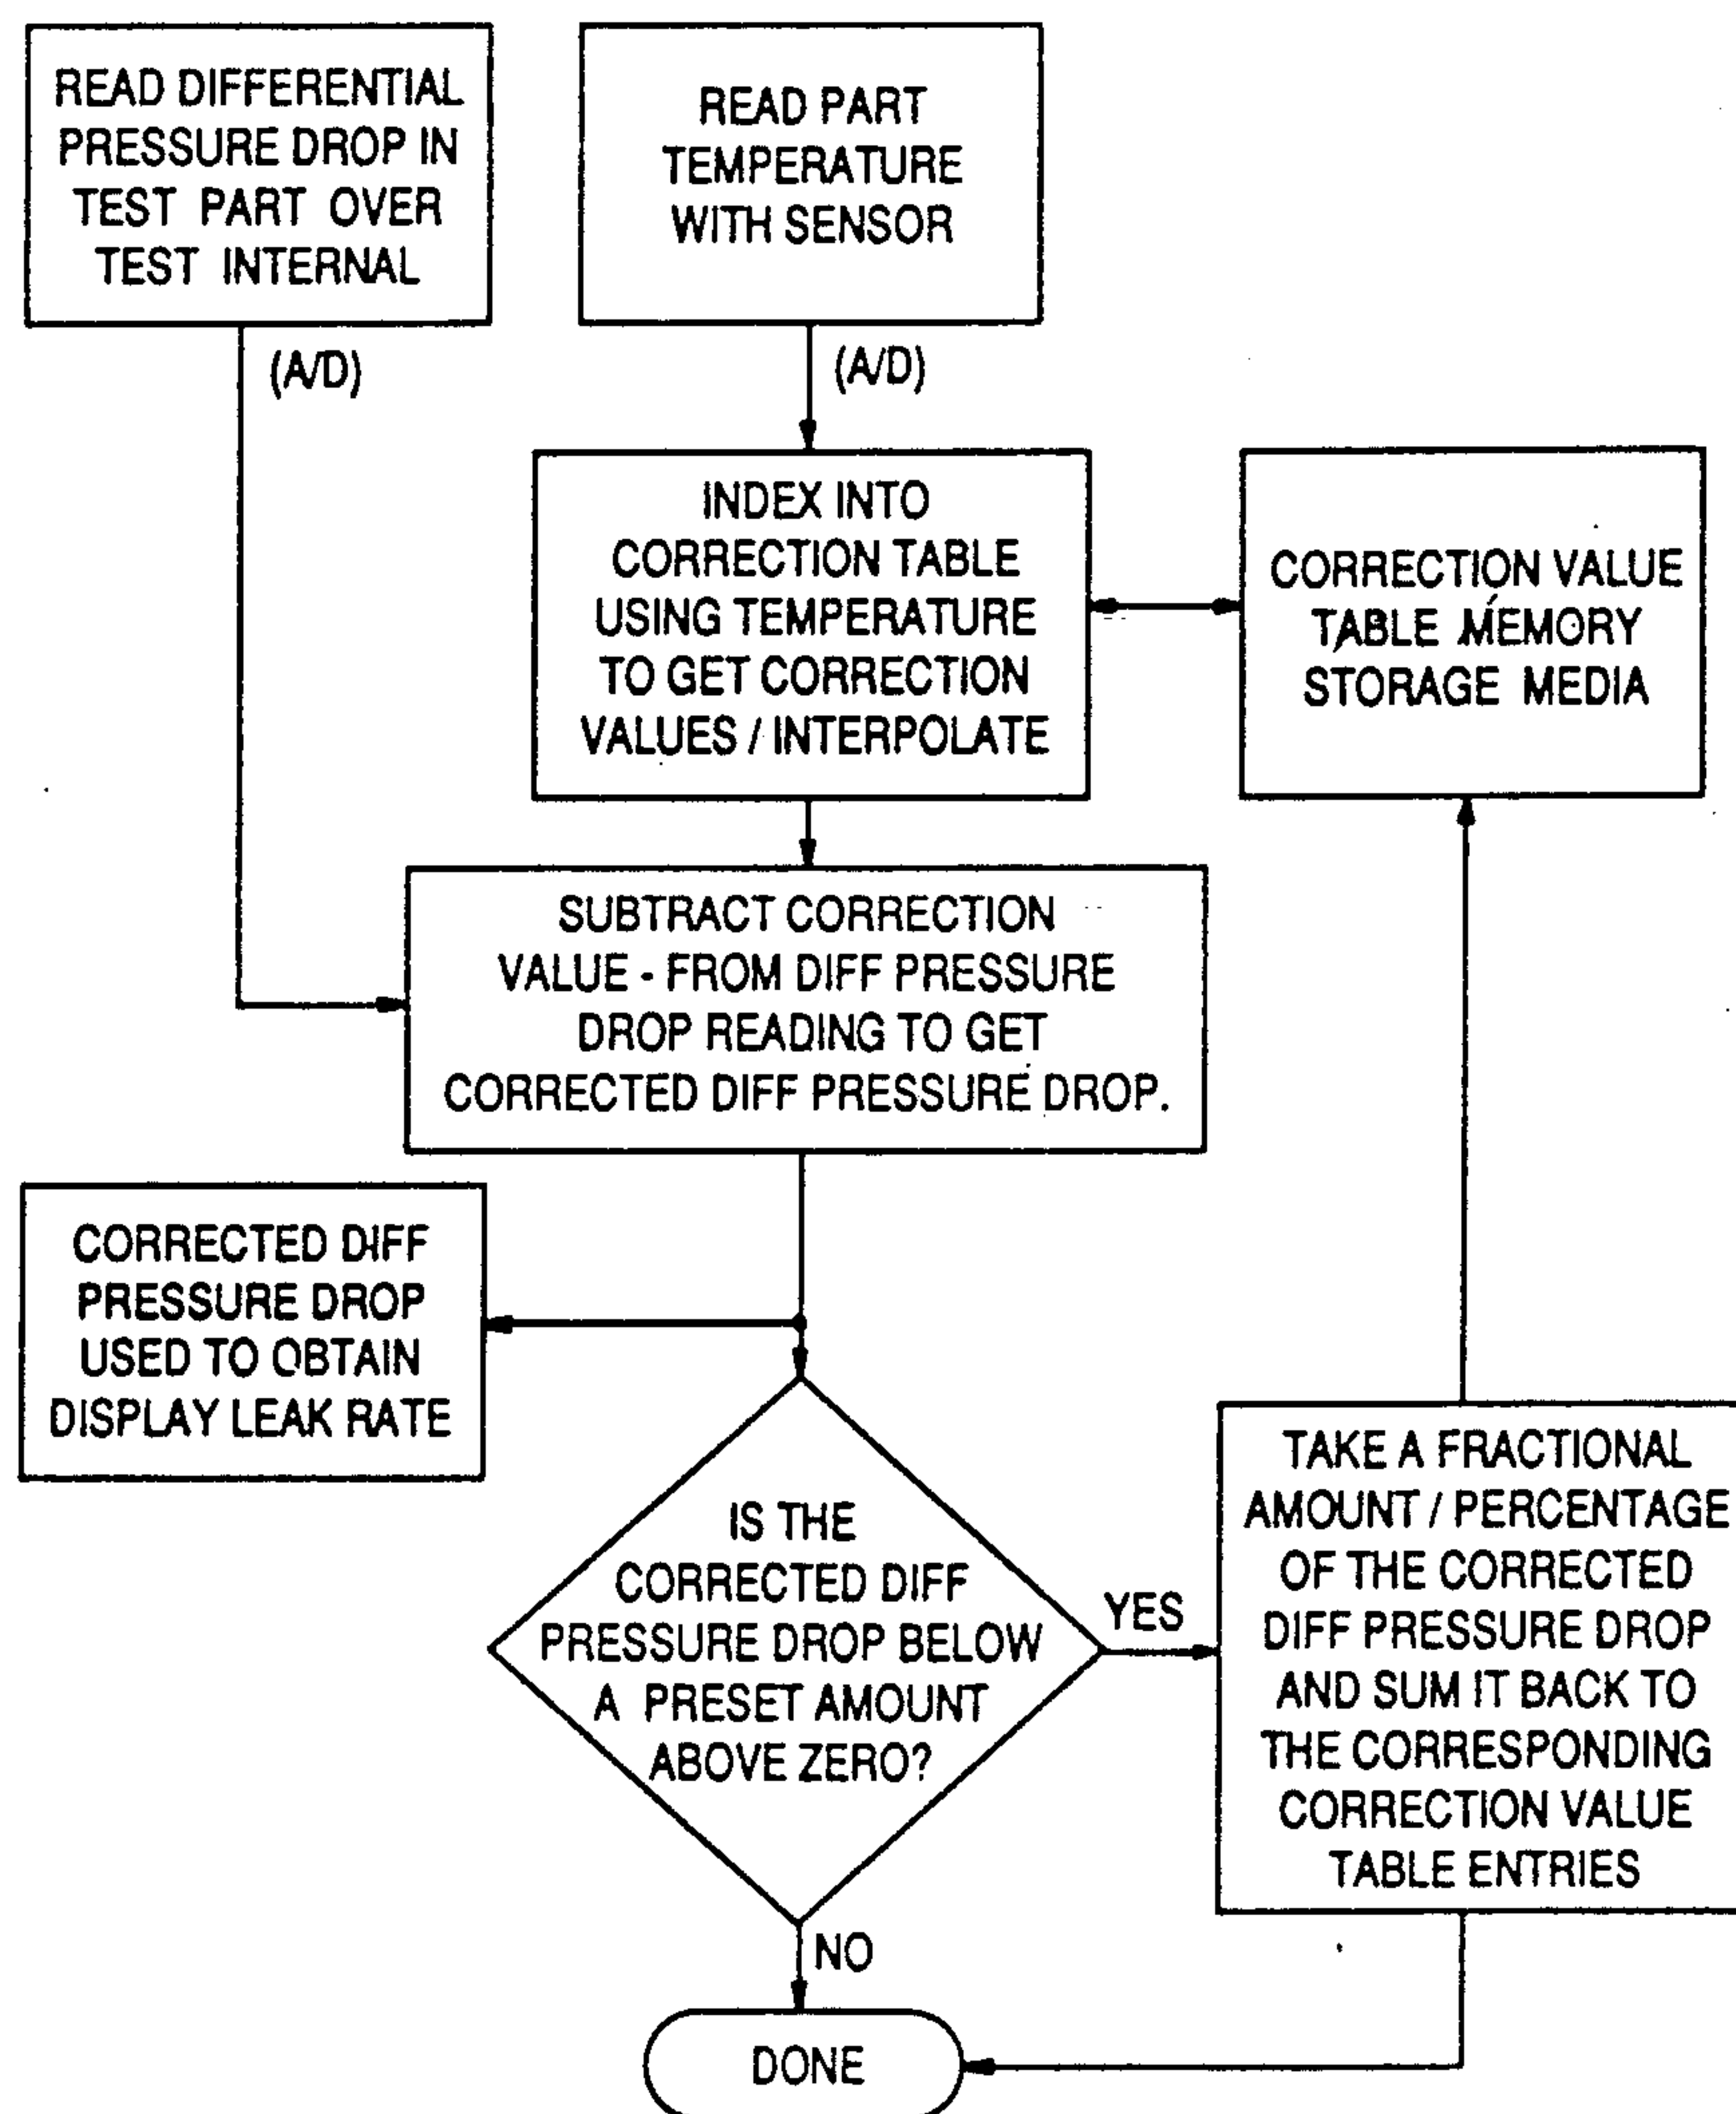 READ DIFFERENTIAL
PRESSURE DROP IN
TEST PART OVER
TEST INTERNAL
READ PART
TEMPERATURE
WITH SENSOR
(A/D)
(A/D)
INDEX INTO
CORRECTION TABLE
USING TEMPERATURE
TO GET CORRECTION
VALUES / INTERPOLATE
CORRECTION VALUE
TABLE MEMORY
STORAGE MEDIA
SUBTRACT CORRECTION
VALUE - FROM DIFF PRESSURE
DROP READING TO GET
CORRECTED DIFF PRESSURE DROP.
CORRECTED DIFF
PRESSURE DROP
USED TO OBTAIN
DISPLAY LEAK RATE
IS THE
CORRECTED DIFF
PRESSURE DROP BELOW
A PRESET AMOUNT
ABOVE ZERO?
YES
TAKE A FRACTIONAL
AMOUNT / PERCENTAGE
OF THE CORRECTED
DIFF PRESSURE DROP
AND SUM IT BACK TO
THE CORRESPONDING
CORRECTION VALUE
TABLE ENTRIES
NO
DONE